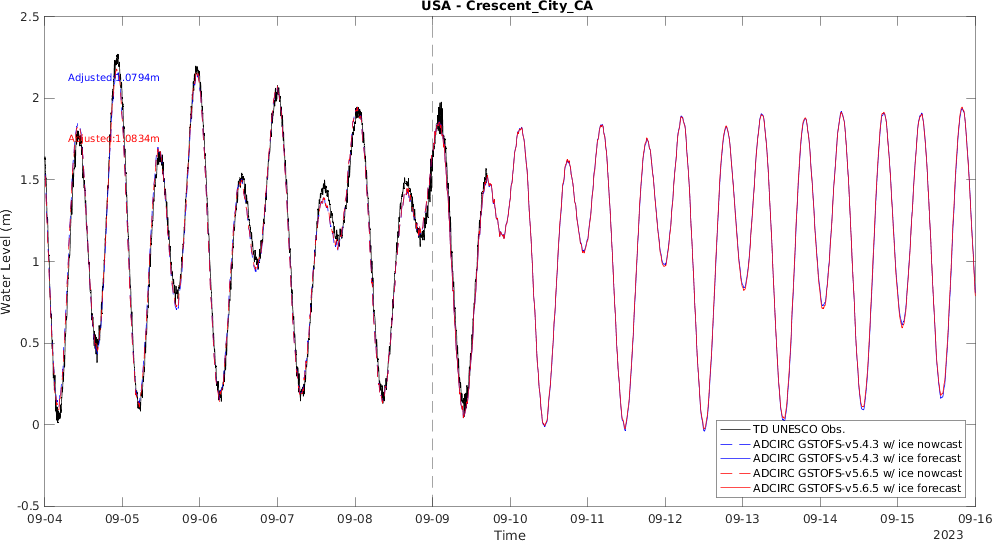 USA - Crescent_City_CA
2.5
2
1.5
1
0.5
0
-0.5
Water Level (m)
Adjusted:1.0794m
Adjusted:1.0834m
TD UNESCO Obs.
ADCIRC GSTOFS-v5.4.3 w/ ice nowcast
ADCIRC GSTOFS-v5.4.3 w/ ice forecast
ADCIRC GSTOFS-v5.6.5 w/ ice nowcast
ADCIRC GSTOFS-v5.6.5 w/ ice forecast
09-04 09-05 09-06 09-07 09-08 09-09 09-10 09-11 09-12 09-13 09-14 09-15 09-16
Time
2023